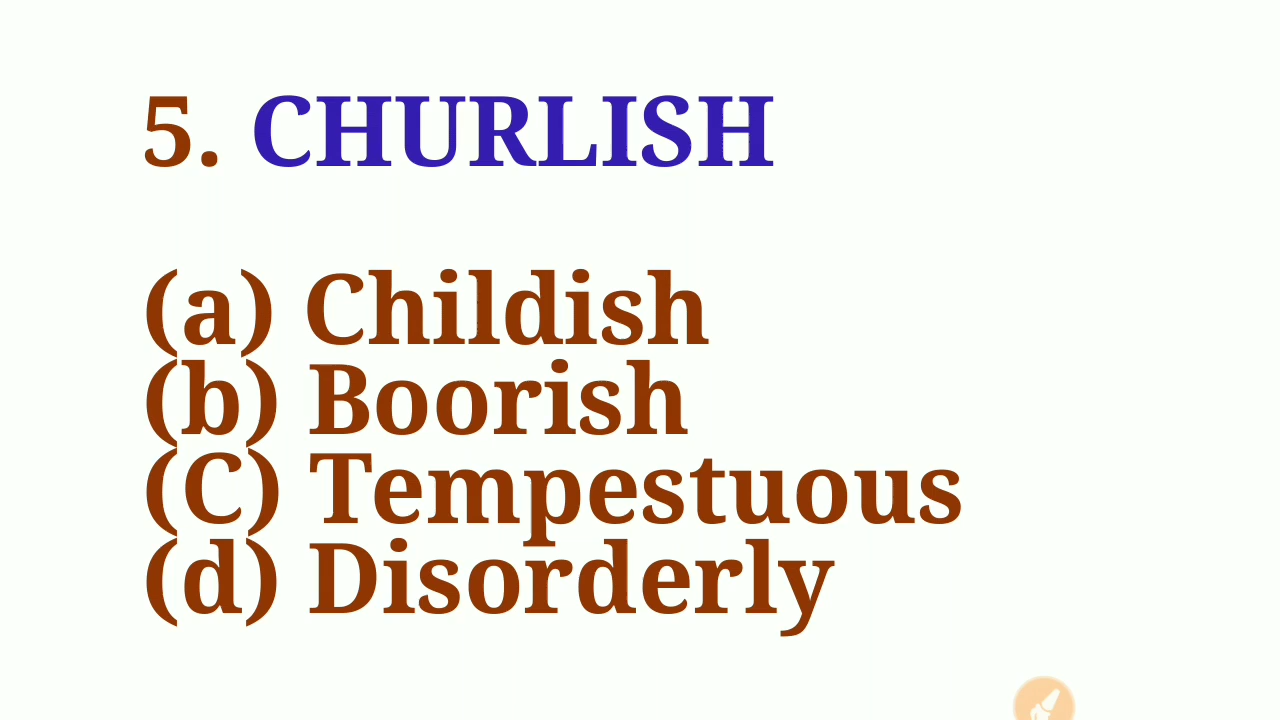 5. CHURLISH
(a) Childish
(b) Boorish
(C) Tempestuous
(d) Disorderly